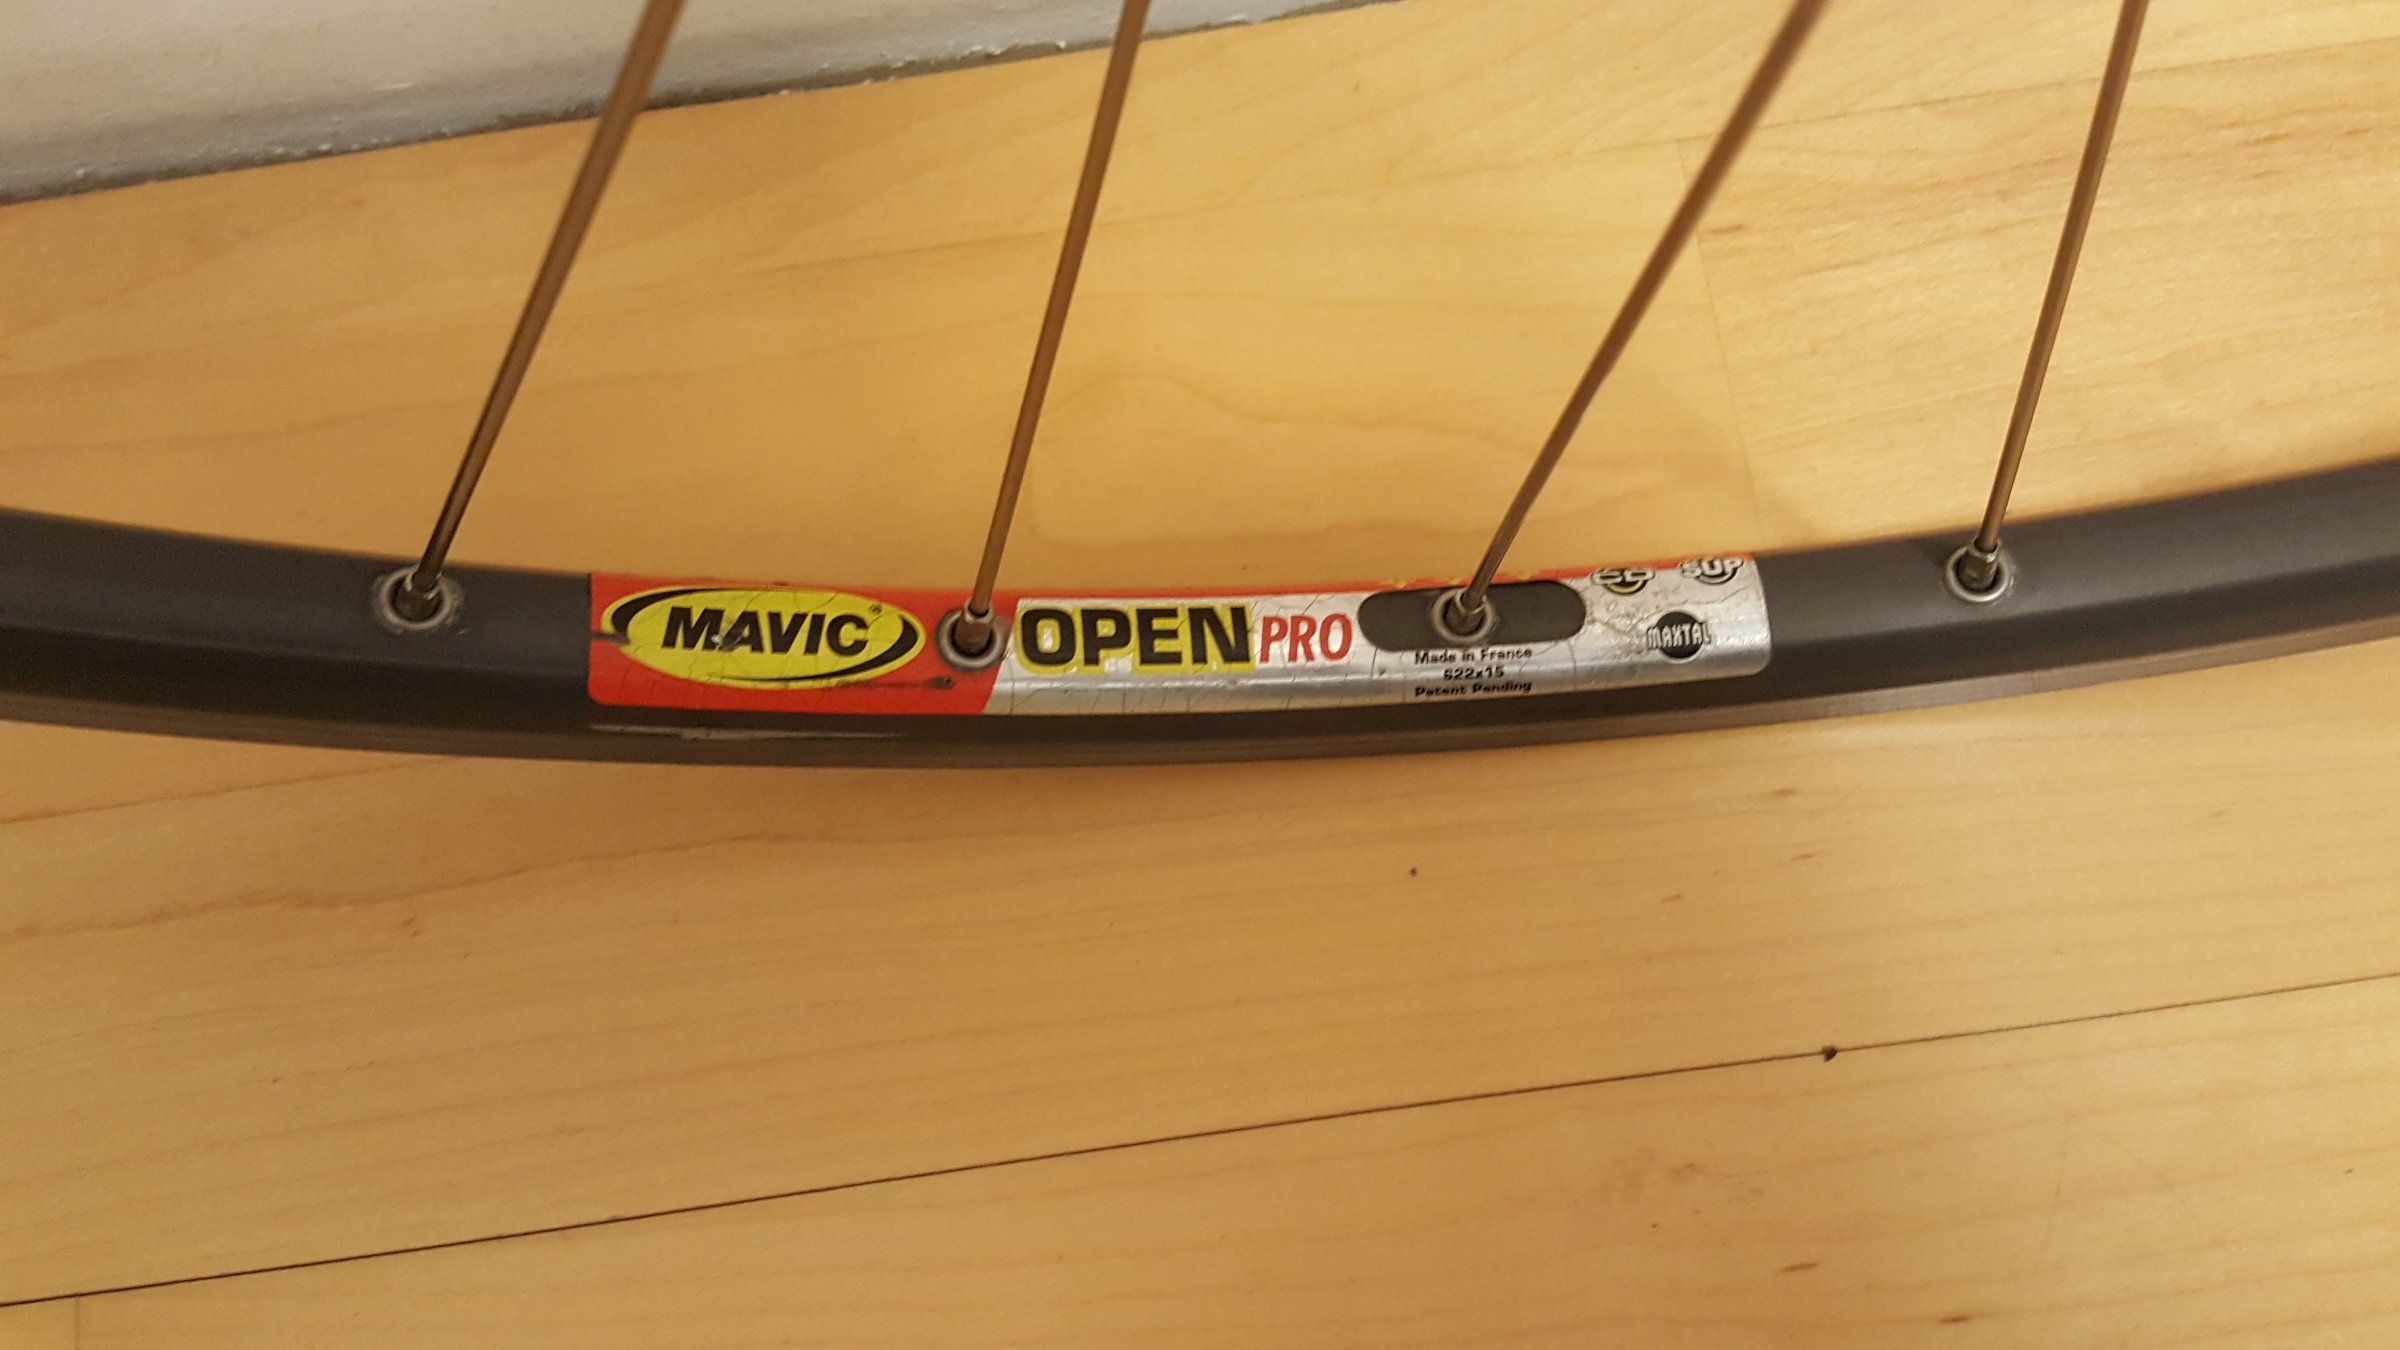 MAVIC®
OPEN PRO
Made in France
622x15
Patent Pending
SUP
MAXTAL